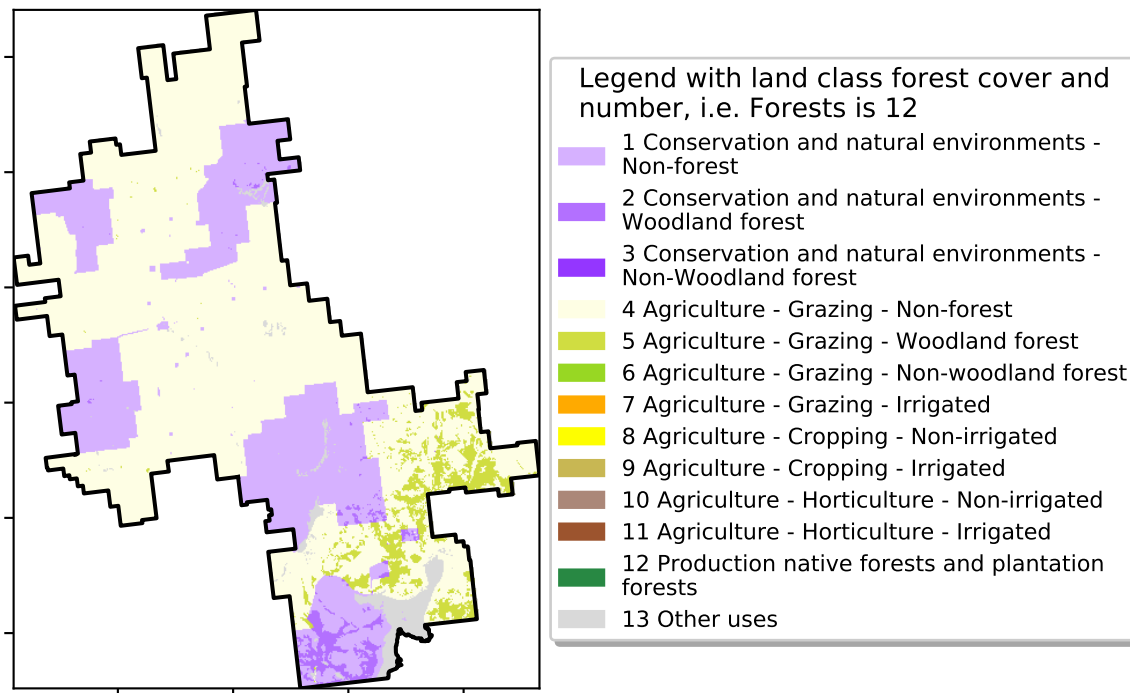 Legend with land class forest cover and
number, i.e. Forests is 12
1 Conservation and natural environments -
Non-forest
2 Conservation and natural environments -
Woodland forest
3 Conservation and natural environments -
Non-Woodland forest
4 Agriculture - Grazing - Non-forest
5 Agriculture - Grazing - Woodland forest
6 Agriculture - Grazing - Non-woodland forest
7 Agriculture - Grazing - Irrigated
8 Agriculture - Cropping - Non-irrigated
9 Agriculture - Cropping - Irrigated
10 Agriculture - Horticulture - Non-irrigated
11 Agriculture - Horticulture - Irrigated
12 Production native forests and plantation
forests
13 Other uses